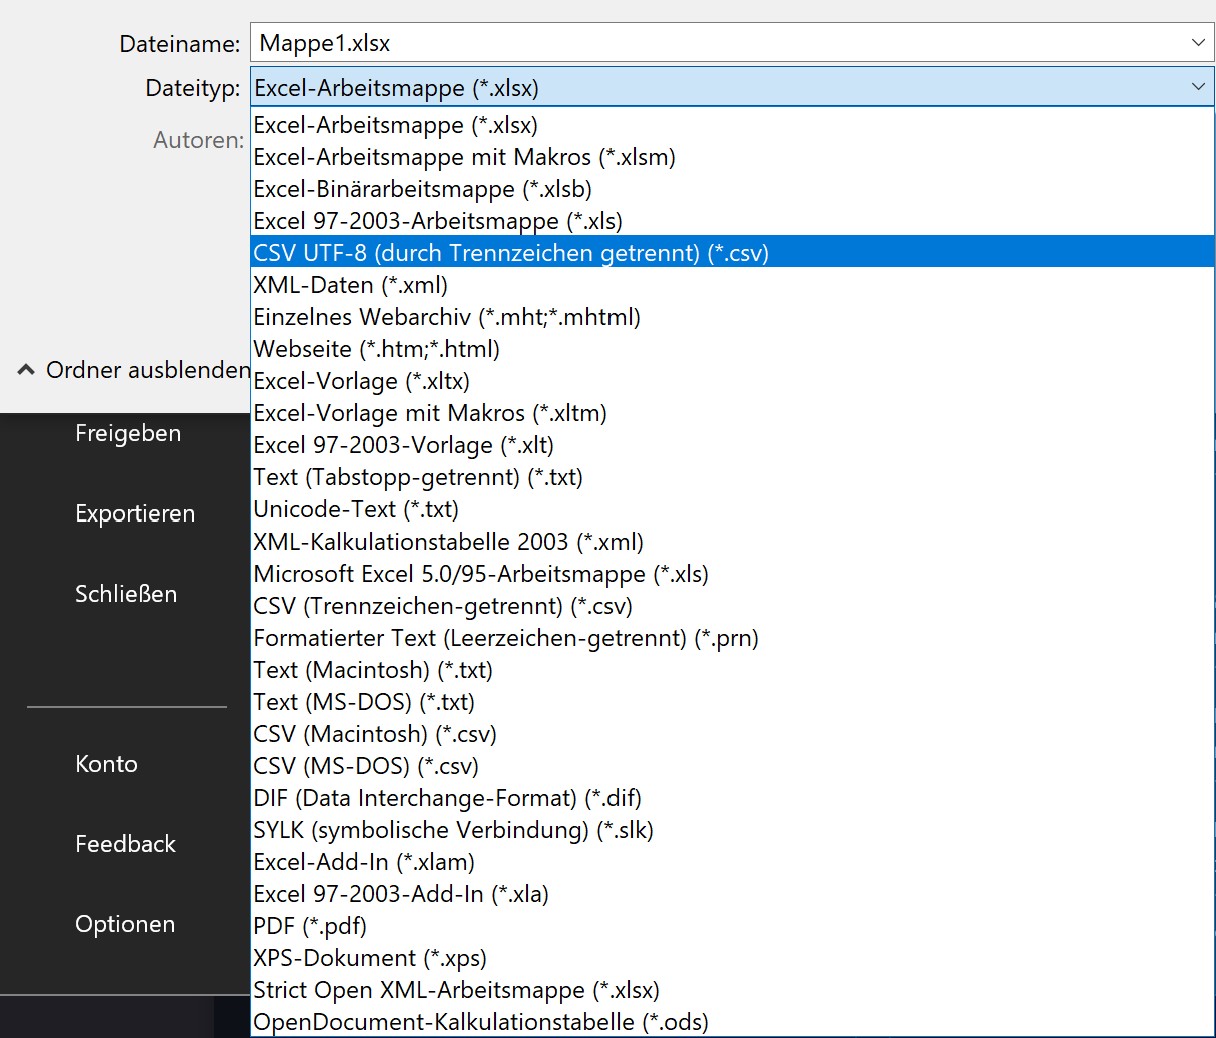 Dateiname: Mappe1.xlsx
Dateityp: Excel-Arbeitsmappe (*.xlsx)
Autoren:
Excel-Arbeitsmappe (*.xlsx)
Excel-Arbeitsmappe mit Makros (*.xlsm)
Excel-Binärarbeitsmappe (*.xlsb)
Excel 97-2003-Arbeitsmappe (*.xls)
CSV UTF-8 (durch Trennzeichen getrennt) (*.csv)
XML-Daten (*.xml)
Einzelnes Webarchiv (*.mht;*.mhtml)
Webseite (*.htm;*.html)
Excel-Vorlage (*.xltx)
Excel-Vorlage mit Makros (*.xltm)
Excel 97-2003-Vorlage (*.xlt)
Text (Tabstopp-getrennt) (*.txt)
Unicode-Text (*.txt)
XML-Kalkulationstabelle 2003 (*.xml)
Microsoft Excel 5.0/95-Arbeitsmappe (*.xls)
CSV (Trennzeichen-getrennt) (*.csv)
Formatierter Text (Leerzeichen-getrennt) (*.prn)
Text (Macintosh) (*.txt)
Text (MS-DOS) (*.txt)
CSV (Macintosh) (*.csv)
CSV (MS-DOS) (*.csv)
DIF (Data Interchange-Format) (*.dif)
SYLK (symbolische Verbindung) (*.slk)
Excel-Add-In (*.xlam)
Excel 97-2003-Add-In (*.xla)
PDF (*.pdf)
XPS-Dokument (*.xps)
Strict Open XML-Arbeitsmappe (*.xlsx)
OpenDocument-Kalkulationstabelle (*.ods)
Ordner ausblenden
Freigeben
Exportieren
Schließen
Konto
Feedback
Optionen